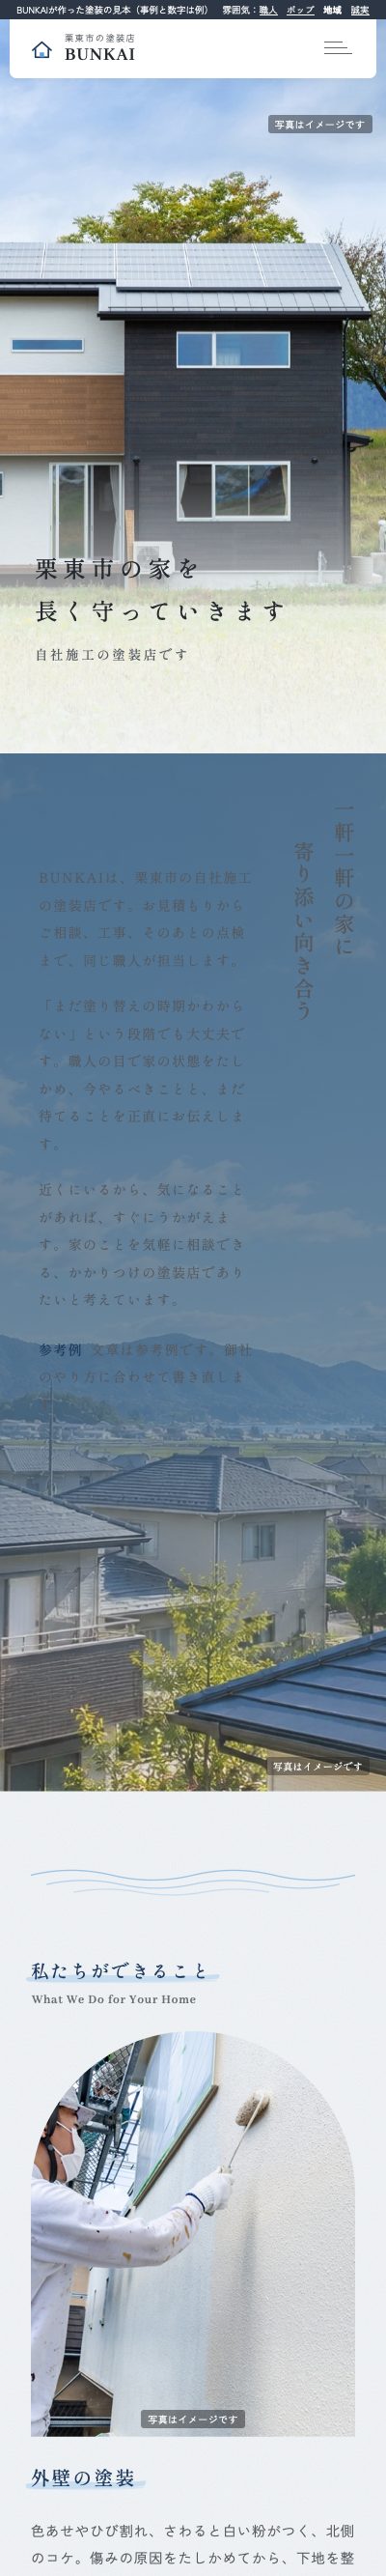 BUNKAIが作った塗装の見本（事例と数字は例） 雰囲気：職人 ポップ 地域 誠実
栗東市の塗装店
BUNKAI
写真はイメージです
栗東市の家を
長く守っていきます
自社施工の塗装店です
一軒一軒の家に
寄り添い向き合う
BUNKAIは、栗東市の自社施工
の塗装店です。お見積もりから
ご相談、工事、そのあとの点検
まで、同じ職人が担当します。
「まだ塗り替えの時期かわから
ない」という段階でも大丈夫で
す。職人の目で家の状態をたし
かめ、今やるべきことと、まだ
待てることを正直にお伝えしま
す。
近くにいるから、気になること
があれば、すぐにうかがえま
す。家のことを気軽に相談でき
る、かかりつけの塗装店であり
たいと考えています。
参考例 文章は参考例です。御社
のやり方に合わせて書き直しま
写真はイメージです
私たちができること
What We Do for Your Home
写真はイメージです
外壁の塗装
色あせやひび割れ、さわると白い粉がつく、北側
のコケ。傷みの原因をたしかめてから、下地を整